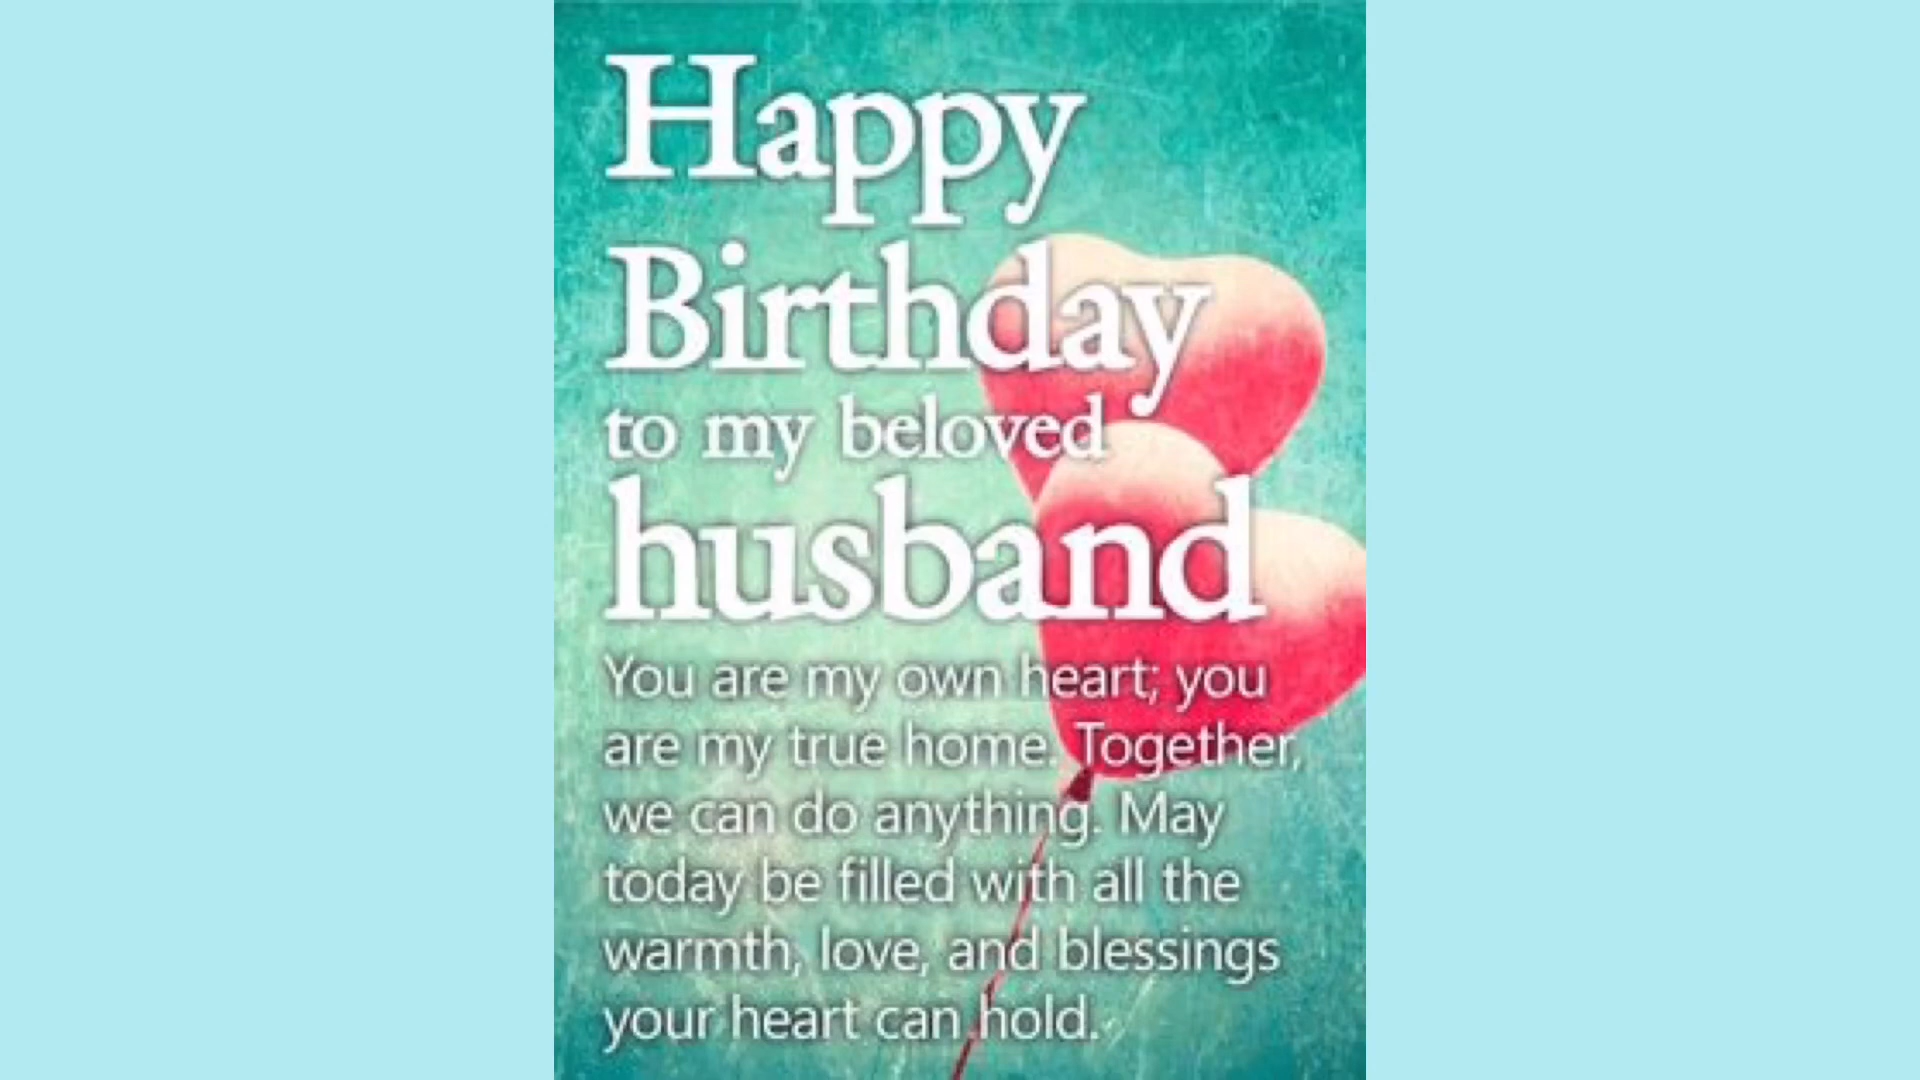 Happy
Birthday
to my beloved
husband
You are my own heart; you
are my true home. Together,
we can do anything. May
today be filled with all the
warmth, love, and blessings
your heart can hold.